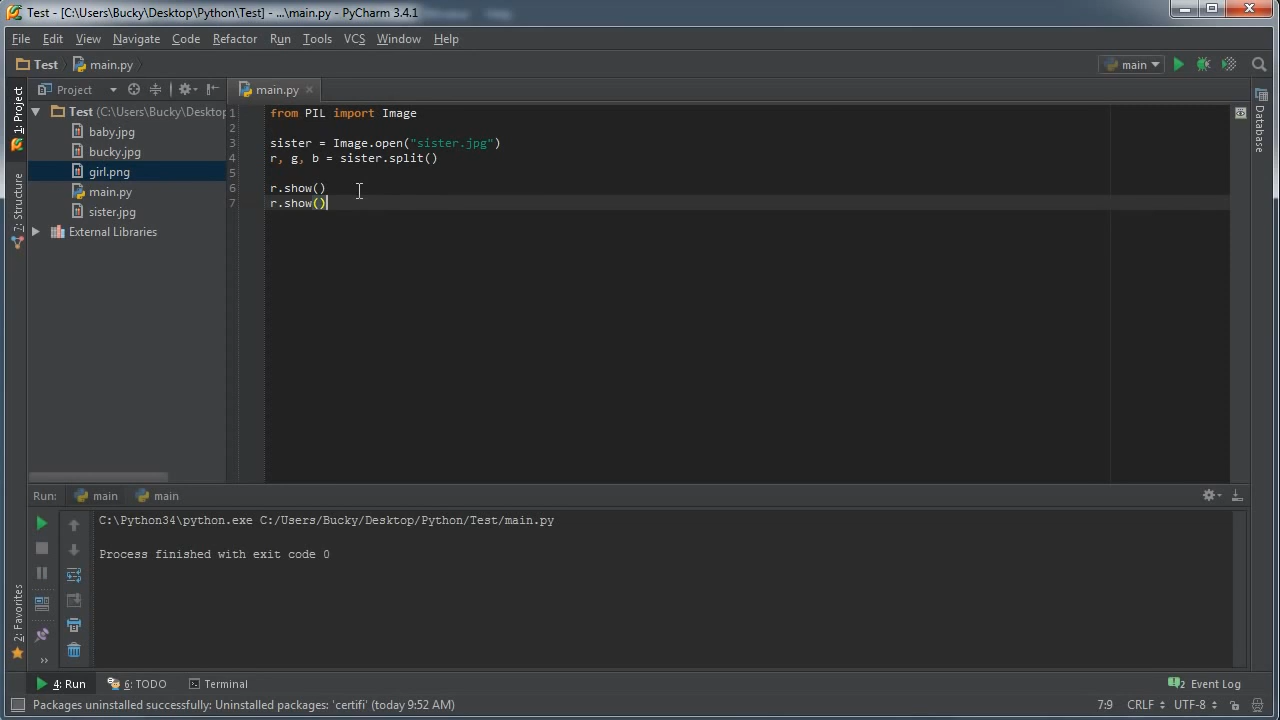 Test - [C:\Users\Bucky\Desktop\Python\Test] - ...\main.py - PyCharm 3.4.1
File Edit View Navigate Code Refactor Run Tools VCS Window Help
Test main.py main
1: Project
Project main.py
Test (C:\Users\Bucky\Desktop
baby.jpg
bucky.jpg
girl.png
main.py
sister.jpg
External Libraries
7: Structure
2: Favorites
Database
1 from PIL import Image
2
3 sister = Image.open("sister.jpg")
4 r, g, b = sister.split()
5
6 r.show()
7 r.show()
Run: main main
C:\Python34\python.exe C:/Users/Bucky/Desktop/Python/Test/main.py
Process finished with exit code 0
4: Run 6: TODO Terminal 2 Event Log
Packages uninstalled successfully: Uninstalled packages: 'certifi' (today 9:52 AM) 7:9 CRLF UTF-8